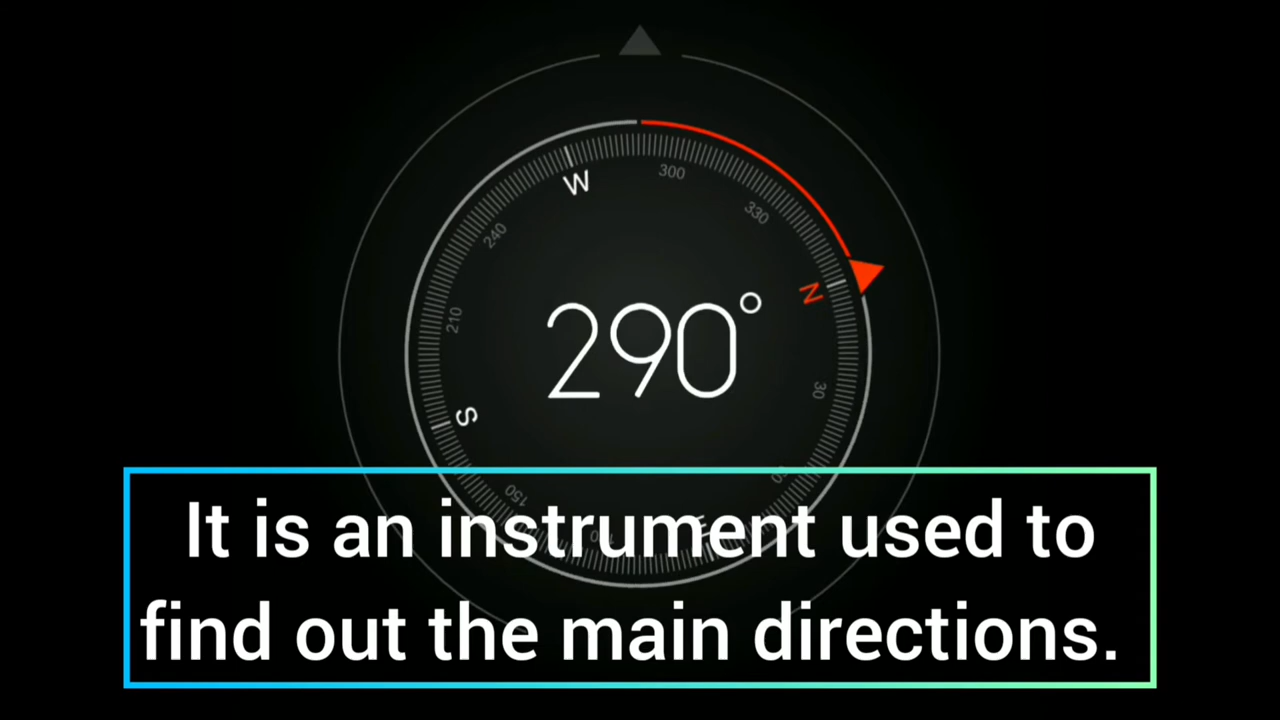 W
300
330
240
N
210
290°
30
S
150
It is an instrument used to
find out the main directions.